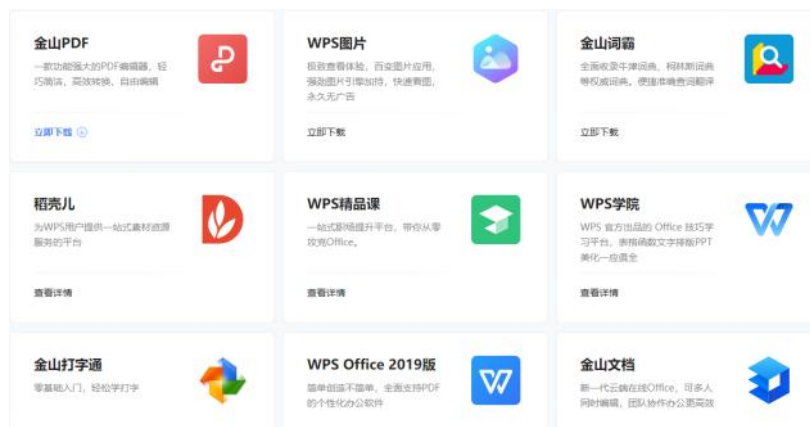 金山PDF
一款功能强大的PDF编辑器，轻
巧简洁，高效转换，自由编辑
立即下载
WPS图片
极致查看体验，百变图片应用，
强劲图片引擎加持，快速看图，
永久无广告
立即下载
金山词霸
全面收录牛津词典、柯林斯词典
等权威词典。便捷准确查词翻译
立即下载
稻壳儿
为WPS用户提供一站式素材资源
服务的平台
查看详情
WPS精品课
一站式职场提升平台，带你从零
攻克Office。
查看详情
WPS学院
WPS 官方出品的 Office 技巧学
习平台，表格函数文字排版PPT
美化一应俱全
查看详情
金山打字通
零基础入门，轻松学打字
WPS Office 2019版
简单创造不简单，全面支持PDF
的个性化办公软件
金山文档
新一代云端在线Office，可多人
同时编辑，团队协作办公更高效